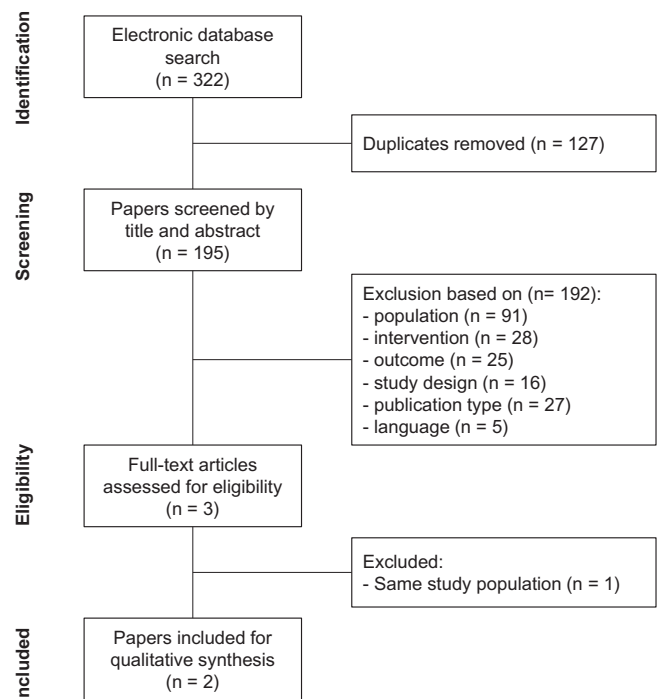 Identification
Electronic database
search
(n = 322)
Duplicates removed (n = 127)
Screening
Papers screened by
title and abstract
(n = 195)
Exclusion based on (n= 192):
- population (n = 91)
- intervention (n = 28)
- outcome (n = 25)
- study design (n = 16)
- publication type (n = 27)
- language (n = 5)
Eligibility
Full-text articles
assessed for eligibility
(n = 3)
Excluded:
- Same study population (n = 1)
ncluded
Papers included for
qualitative synthesis
(n = 2)